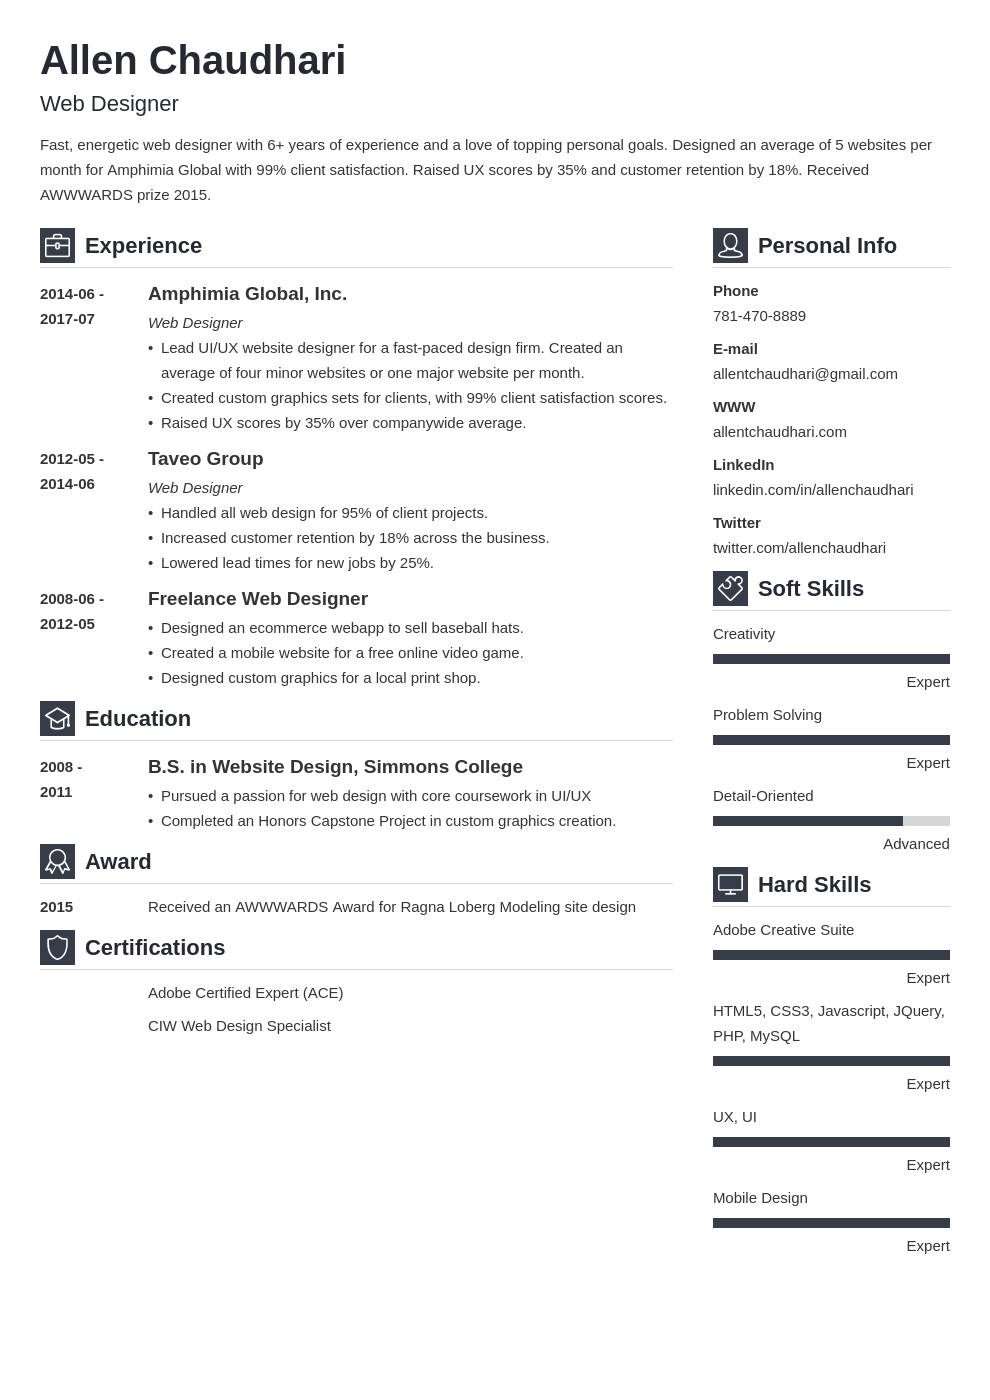 Allen Chaudhari
Web Designer
Fast, energetic web designer with 6+ years of experience and a love of topping personal goals. Designed an average of 5 websites per
month for Amphimia Global with 99% client satisfaction. Raised UX scores by 35% and customer retention by 18%. Received
AWWWARDS prize 2015.
Experience
2014-06 -
2017-07
Amphimia Global, Inc.
Web Designer
• Lead UI/UX website designer for a fast-paced design firm. Created an
average of four minor websites or one major website per month.
• Created custom graphics sets for clients, with 99% client satisfaction scores.
• Raised UX scores by 35% over companywide average.
2012-05 -
2014-06
Taveo Group
Web Designer
• Handled all web design for 95% of client projects.
• Increased customer retention by 18% across the business.
• Lowered lead times for new jobs by 25%.
2008-06 -
2012-05
Freelance Web Designer
• Designed an ecommerce webapp to sell baseball hats.
• Created a mobile website for a free online video game.
• Designed custom graphics for a local print shop.
Education
2008 -
2011
B.S. in Website Design, Simmons College
• Pursued a passion for web design with core coursework in UI/UX
• Completed an Honors Capstone Project in custom graphics creation.
Award
2015
Received an AWWWARDS Award for Ragna Loberg Modeling site design
Certifications
Adobe Certified Expert (ACE)
CIW Web Design Specialist
Personal Info
Phone
781-470-8889
E-mail
allentchaudhari@gmail.com
WWW
allentchaudhari.com
LinkedIn
linkedin.com/in/allenchaudhari
Twitter
twitter.com/allenchaudhari
Soft Skills
Creativity
Expert
Problem Solving
Expert
Detail-Oriented
Advanced
Hard Skills
Adobe Creative Suite
Expert
HTML5, CSS3, Javascript, JQuery,
PHP, MySQL
Expert
UX, UI
Expert
Mobile Design
Expert